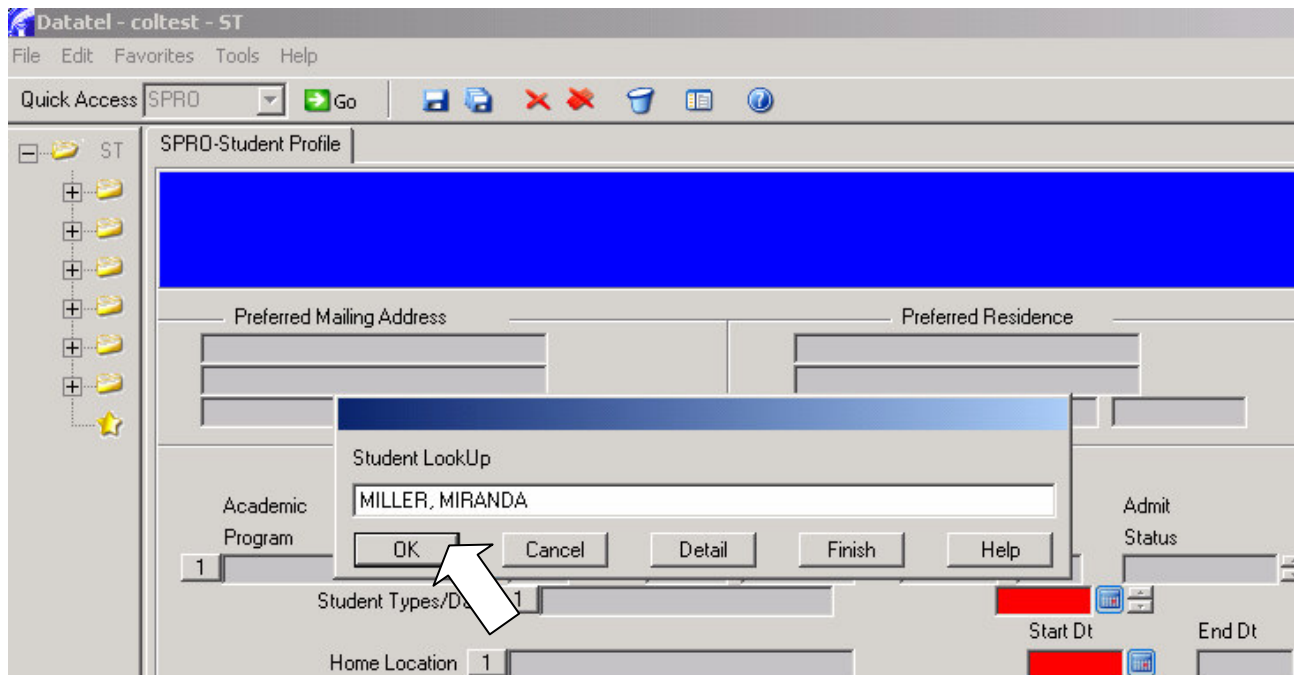 Datatel - coltest - ST
File Edit Favorites Tools Help
Quick Access SPRO Go
ST
SPRO-Student Profile
Preferred Mailing Address Preferred Residence
Student LookUp
MILLER, MIRANDA
OK Cancel Detail Finish Help
Academic Admit
Program Status
1
Student Types/Da 1
Start Dt End Dt
Home Location 1